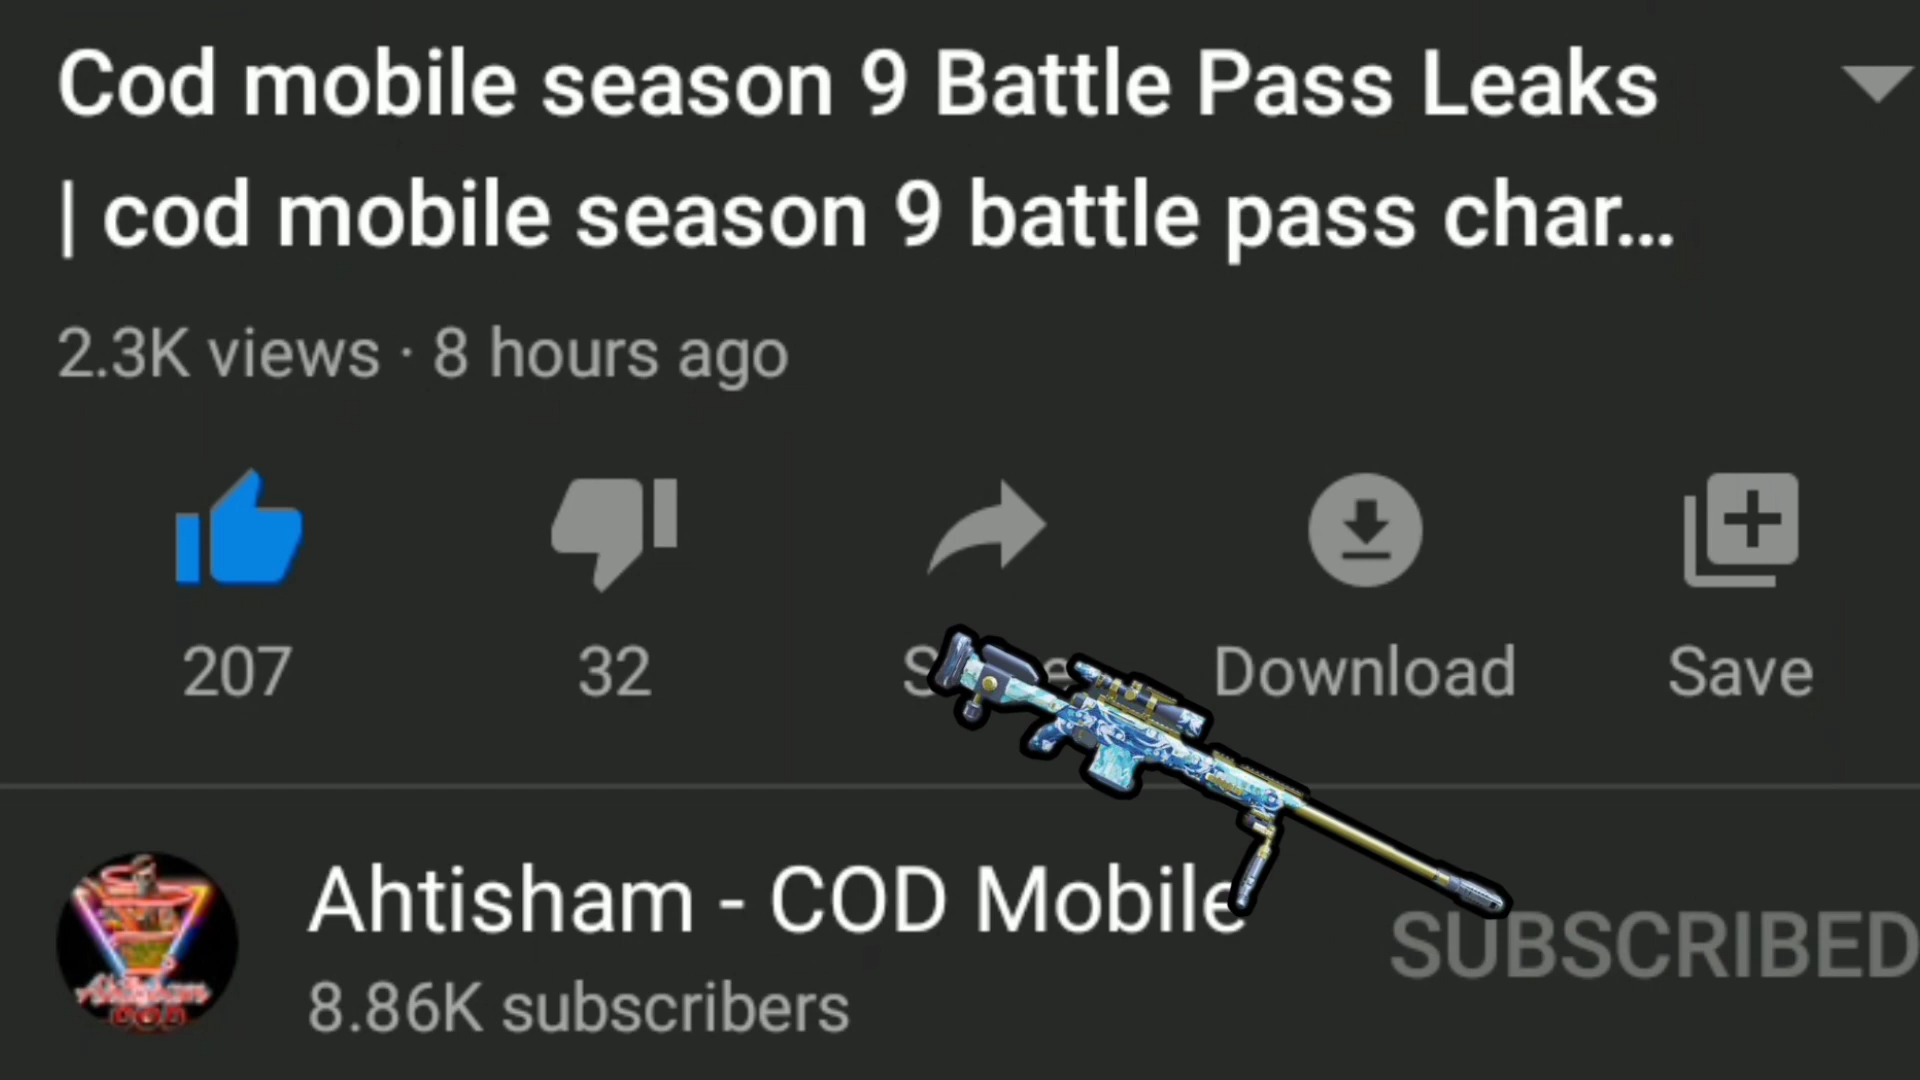 Cod mobile season 9 Battle Pass Leaks
| cod mobile season 9 battle pass char...
2.3K views · 8 hours ago
207 32 Download Save
Ahtisham - COD Mobile
SUBSCRIBED
8.86K subscribers